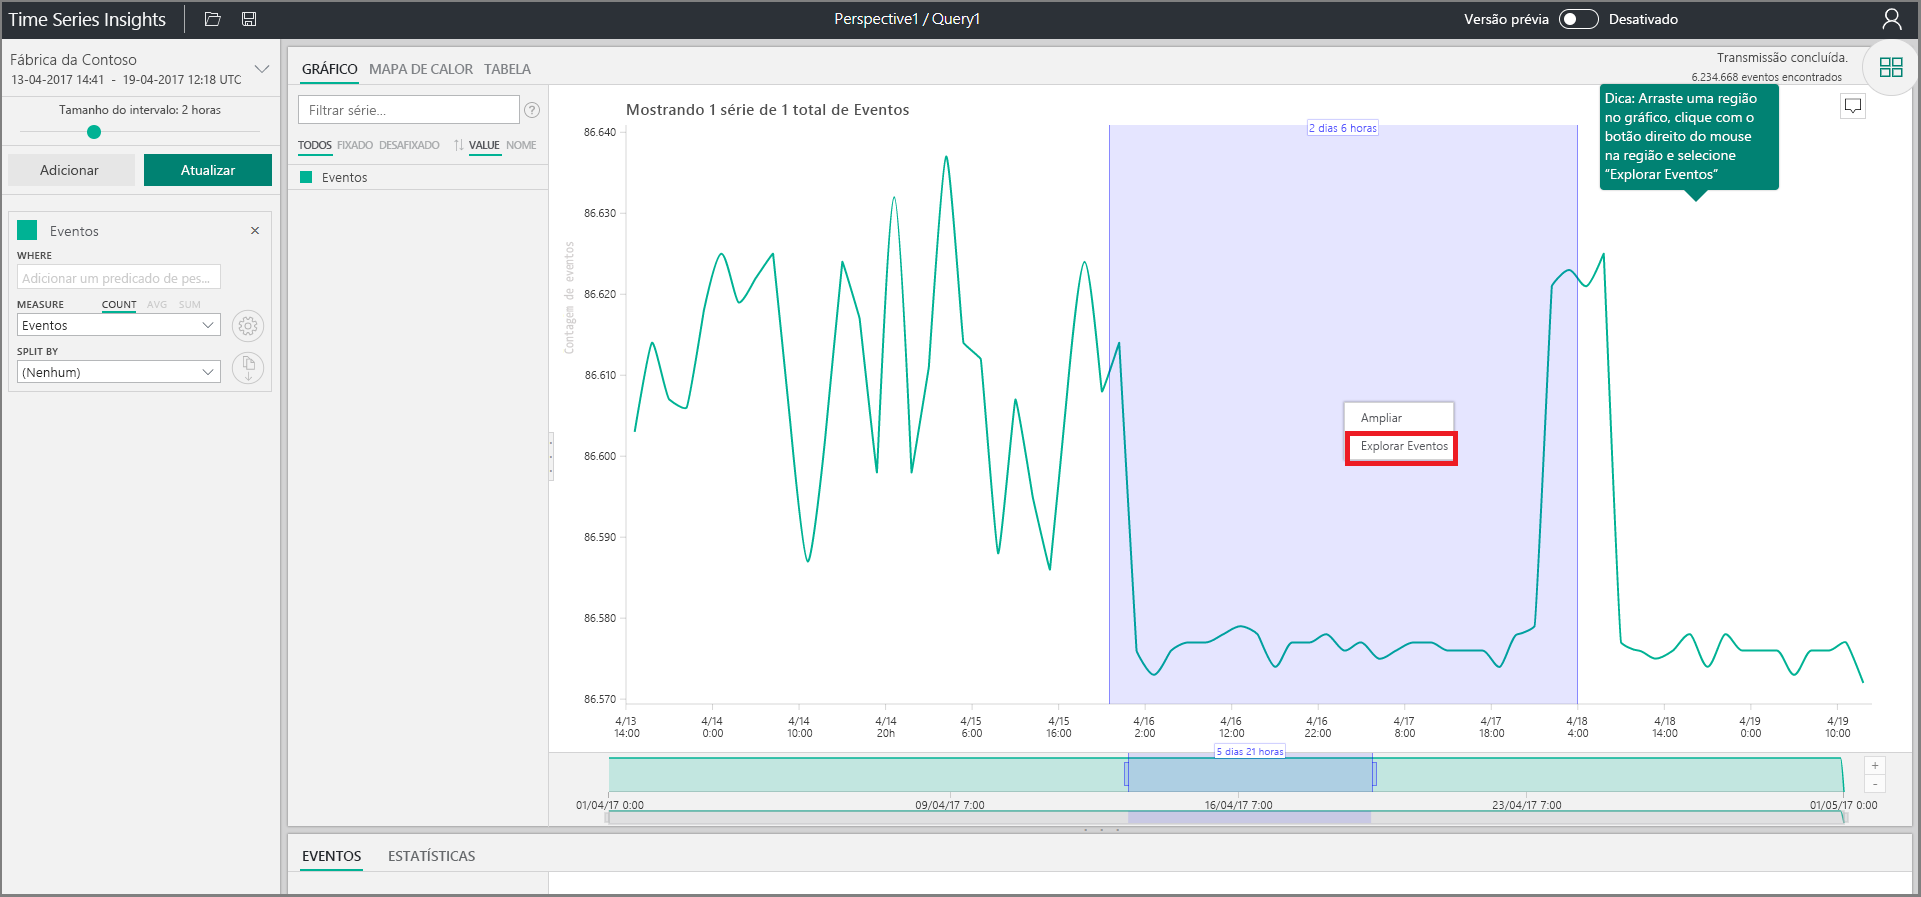 Time Series Insights
Perspective1 / Query1
Versão prévia
Desativado
Fábrica da Contoso
13-04-2017 14:41 - 19-04-2017 12:18 UTC
Tamanho do intervalo: 2 horas
Adicionar
Atualizar
Eventos
×
WHERE
Adicionar um predicado de pes...
MEASURE
COUNT
AVG
SUM
Eventos
SPLIT BY
(Nenhum)
GRÁFICO
MAPA DE CALOR
TABELA
Transmissão concluída.
6.234.668 eventos encontrados
Filtrar série...
?
TODOS
FIXADO
DESAFIXADO
VALUE
NOME
Eventos
Mostrando 1 série de 1 total de Eventos
Dica: Arraste uma região
no gráfico, clique com o
botão direito do mouse
na região e selecione
“Explorar Eventos”
2 dias 6 horas
Contagem de eventos
86.640
86.630
86.620
86.610
86.600
86.590
86.580
86.570
Ampliar
Explorar Eventos
4/13
14:00
4/14
0:00
4/14
10:00
4/14
20h
4/15
6:00
4/15
16:00
4/16
2:00
4/16
12:00
4/16
22:00
4/17
8:00
4/17
18:00
4/18
4:00
4/18
14:00
4/19
0:00
4/19
10:00
5 dias 21 horas
+
-
01/04/17 0:00
09/04/17 7:00
16/04/17 7:00
23/04/17 7:00
01/05/17 0:00
EVENTOS
ESTATÍSTICAS